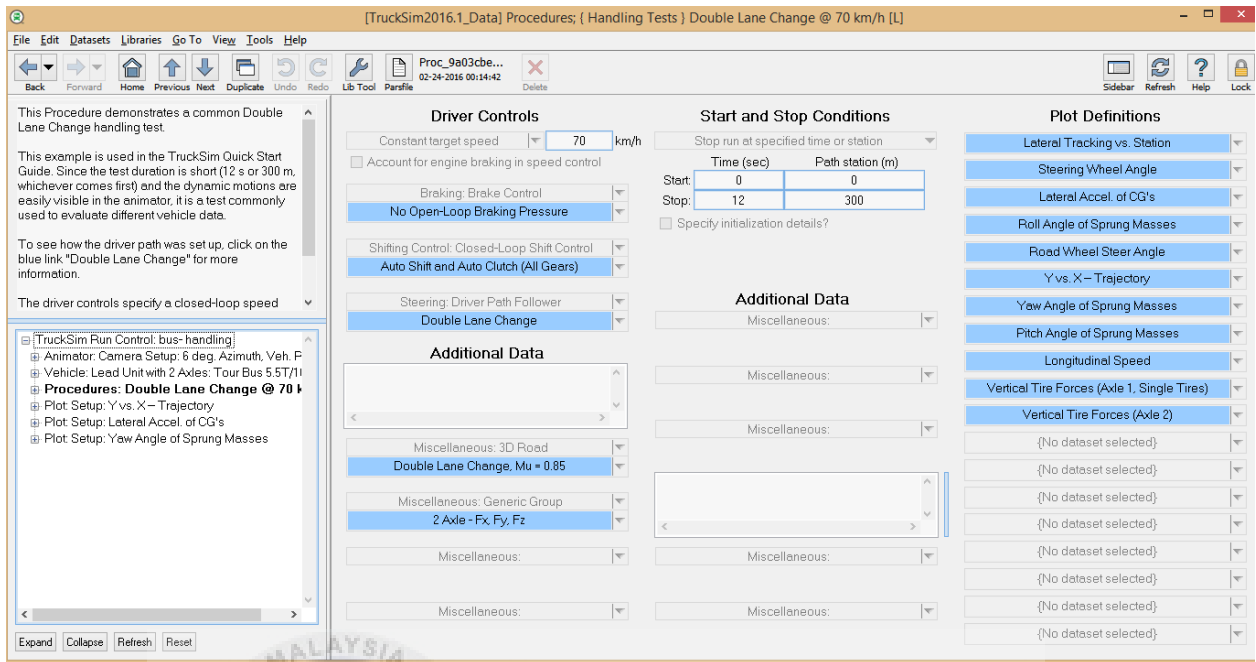 [TruckSim2016.1_Data] Procedures; { Handling Tests } Double Lane Change @ 70 km/h [L]
File Edit Datasets Libraries Go To View Tools Help
Back Forward Home Previous Next Duplicate Undo Redo Lib Tool Parsfile
Proc_9a03cbe...
02-24-2016 00:14:42
Delete Sidebar Refresh Help Lock
This Procedure demonstrates a common Double
Lane Change handling test.
This example is used in the TruckSim Quick Start
Guide. Since the test duration is short (12 s or 300 m,
whichever comes first) and the dynamic motions are
easily visible in the animator, it is a test commonly
used to evaluate different vehicle data.
To see how the driver path was set up, click on the
blue link "Double Lane Change" for more
information.
The driver controls specify a closed-loop speed
TruckSim Run Control: bus- handling
Animator: Camera Setup: 6 deg. Azimuth, Veh. P
Vehicle: Lead Unit with 2 Axles: Tour Bus 5.5T/1
Procedures: Double Lane Change @ 70 k
Plot: Setup: Y vs. X – Trajectory
Plot: Setup: Lateral Accel. of CG's
Plot: Setup: Yaw Angle of Sprung Masses
Expand Collapse Refresh Reset
Driver Controls
Constant target speed 70 km/h
Account for engine braking in speed control
Braking: Brake Control
No Open-Loop Braking Pressure
Shifting Control: Closed-Loop Shift Control
Auto Shift and Auto Clutch (All Gears)
Steering: Driver Path Follower
Double Lane Change
Additional Data
Miscellaneous: 3D Road
Double Lane Change, Mu = 0.85
Miscellaneous: Generic Group
2 Axle - Fx, Fy, Fz
Miscellaneous:
Miscellaneous:
Start and Stop Conditions
Stop run at specified time or station
Time (sec) Path station (m)
Start: 0 0
Stop: 12 300
Specify initialization details?
Additional Data
Miscellaneous:
Miscellaneous:
Miscellaneous:
Miscellaneous:
Miscellaneous:
Plot Definitions
Lateral Tracking vs. Station
Steering Wheel Angle
Lateral Accel. of CG's
Roll Angle of Sprung Masses
Road Wheel Steer Angle
Y vs. X – Trajectory
Yaw Angle of Sprung Masses
Pitch Angle of Sprung Masses
Longitudinal Speed
Vertical Tire Forces (Axle 1, Single Tires)
Vertical Tire Forces (Axle 2)
{No dataset selected}
{No dataset selected}
{No dataset selected}
{No dataset selected}
{No dataset selected}
{No dataset selected}
{No dataset selected}
{No dataset selected}
MALAYSIA